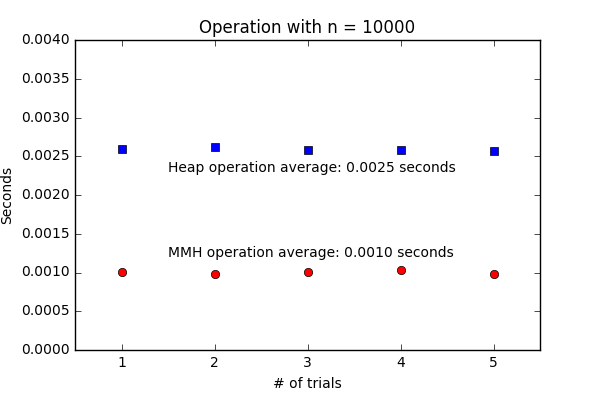 Operation with n = 10000
0.0040
0.0035
0.0030
0.0025
0.0020
0.0015
0.0010
0.0005
0.0000
Seconds
Heap operation average: 0.0025 seconds
MMH operation average: 0.0010 seconds
1 2 3 4 5
# of trials